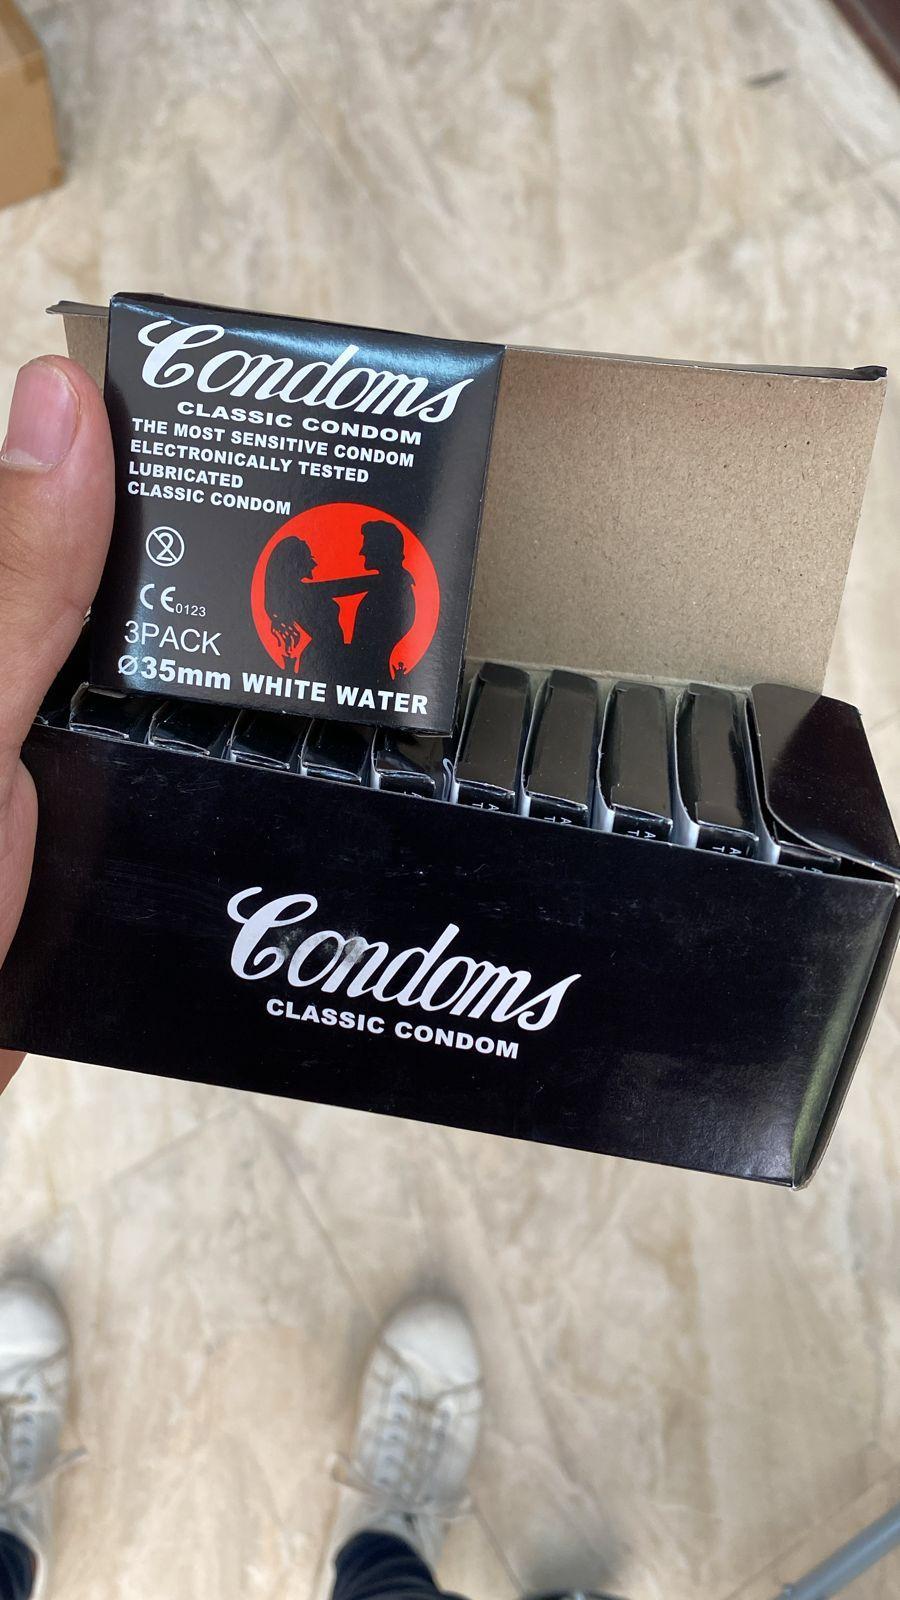 Condoms
CLASSIC CONDOM
THE MOST SENSITIVE CONDOM
ELECTRONICALLY TESTED
LUBRICATED
CLASSIC CONDOM
2
CE0123
3PACK
Ø35mm WHITE WATER
Condoms
CLASSIC CONDOM